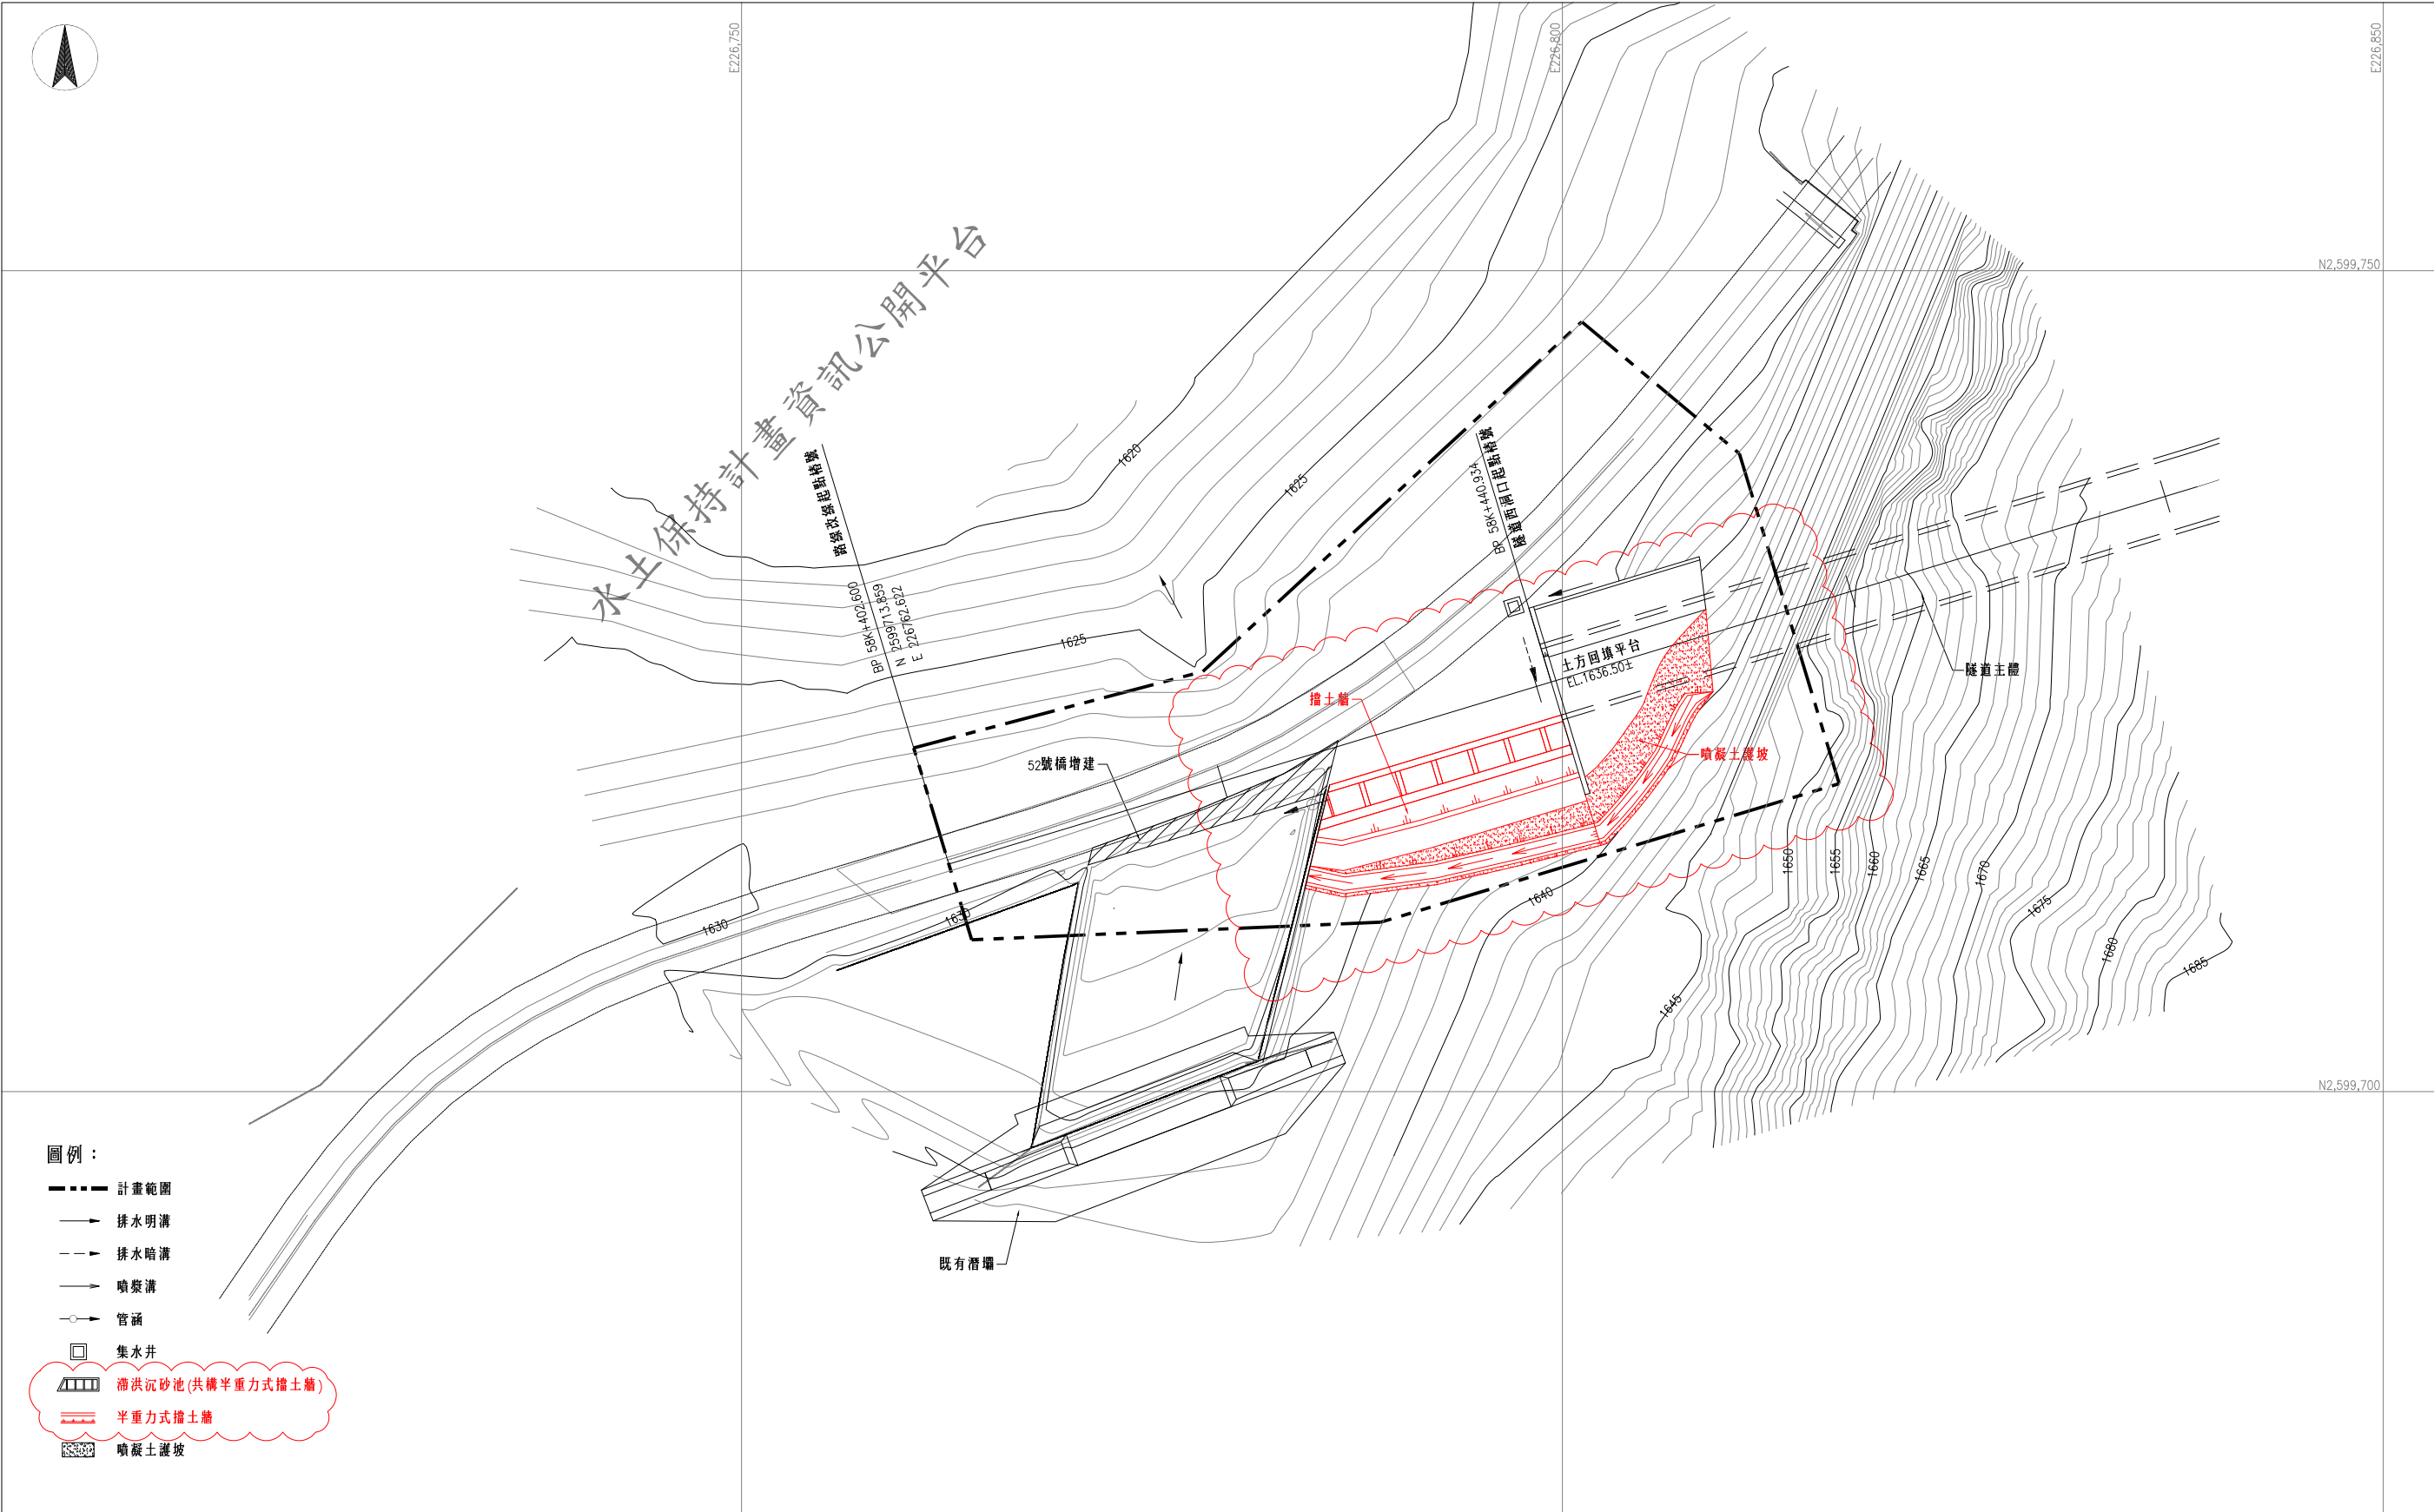 E226,750
E226,800
E226,850
N2,599,750
水土保持計畫資訊公開平台
路線改線起點樁號
BP 58K+402.600
N 2599713.859
E 226762.622
隧道西洞口起點樁號
BP 58K+440.934
1620
1625
1625
土方回填平台
EL.1636.50±
隧道主體
擋土牆
噴凝土護坡
52號橋增建
1630
1630
1640
1645
1650
1655
1660
1665
1670
1675
1680
1685
N2,599,700
既有潛壩
圖例：
計畫範圍
排水明溝
排水暗溝
噴漿溝
管涵
集水井
滯洪沉砂池(共構半重力式擋土牆)
半重力式擋土牆
噴凝土護坡